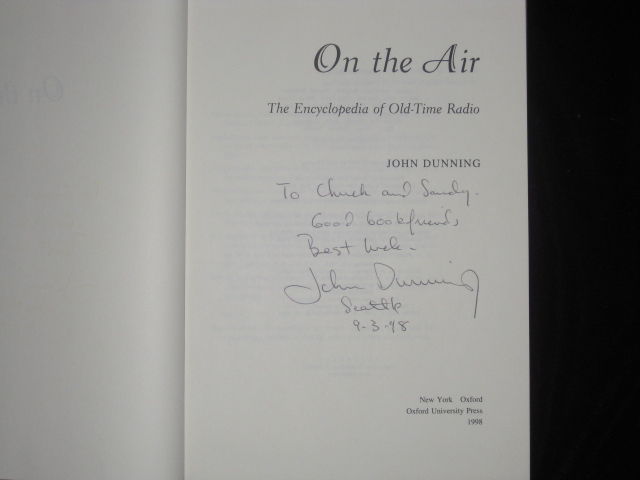 On the Air
The Encyclopedia of Old-Time Radio
JOHN DUNNING
To Chuck and Sandy -
Good bookfriends,
Best luck -
John Dunning
Seattle
9-3-98
New York Oxford
Oxford University Press
1998